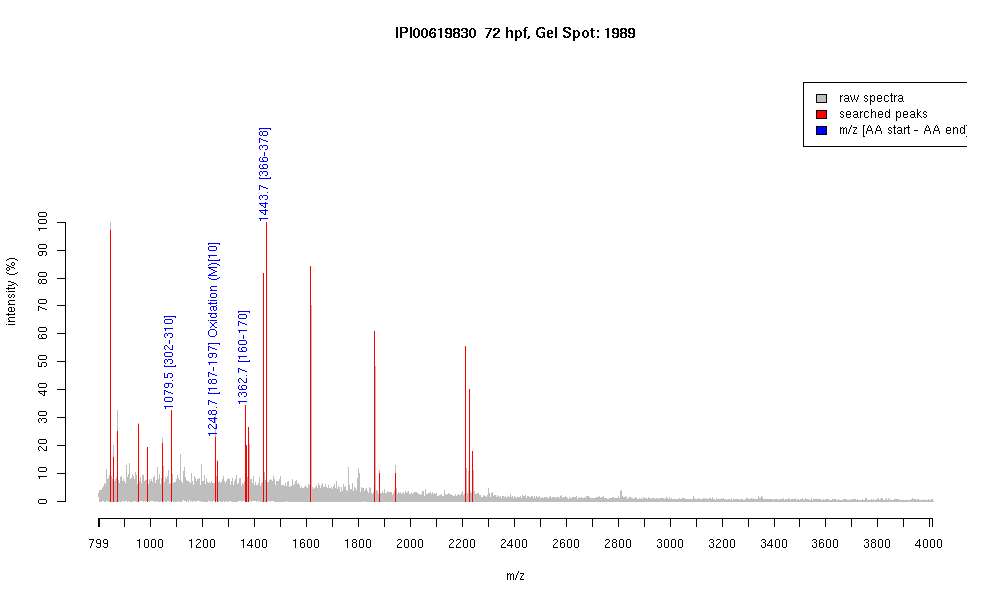 IPI00619830 72 hpf, Gel Spot: 1989
raw spectra
searched peaks
m/z [AA start - AA end]
1443.7 [366-378]
1248.7 [187-197] Oxidation (M)[10]
1362.7 [160-170]
1079.5 [302-310]
intensity (%)
100
90
80
70
60
50
40
30
20
10
0
799 1000 1200 1400 1600 1800 2000 2200 2400 2600 2800 3000 3200 3400 3600 3800 4000
m/z